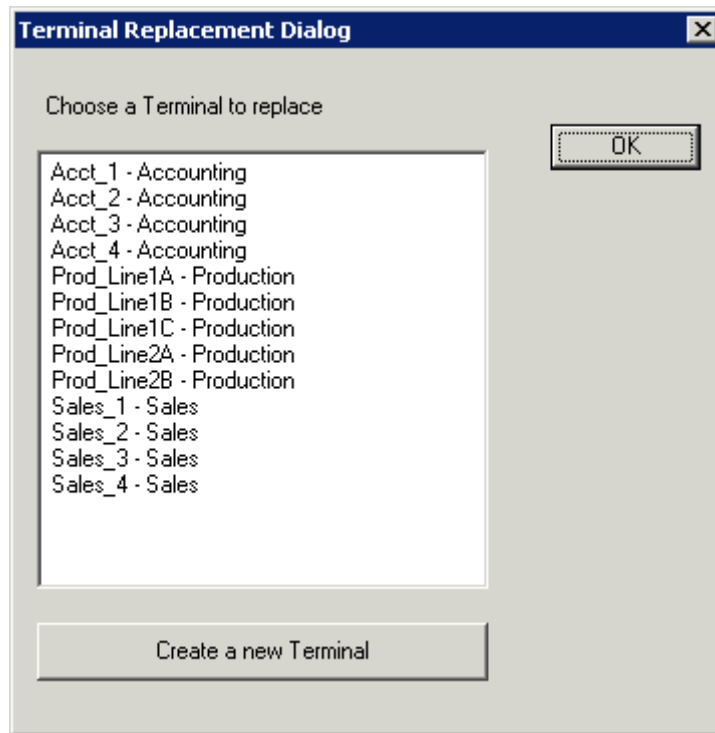 Terminal Replacement Dialog
Choose a Terminal to replace
OK
Acct_1 - Accounting
Acct_2 - Accounting
Acct_3 - Accounting
Acct_4 - Accounting
Prod_Line1A - Production
Prod_Line1B - Production
Prod_Line1C - Production
Prod_Line2A - Production
Prod_Line2B - Production
Sales_1 - Sales
Sales_2 - Sales
Sales_3 - Sales
Sales_4 - Sales
Create a new Terminal